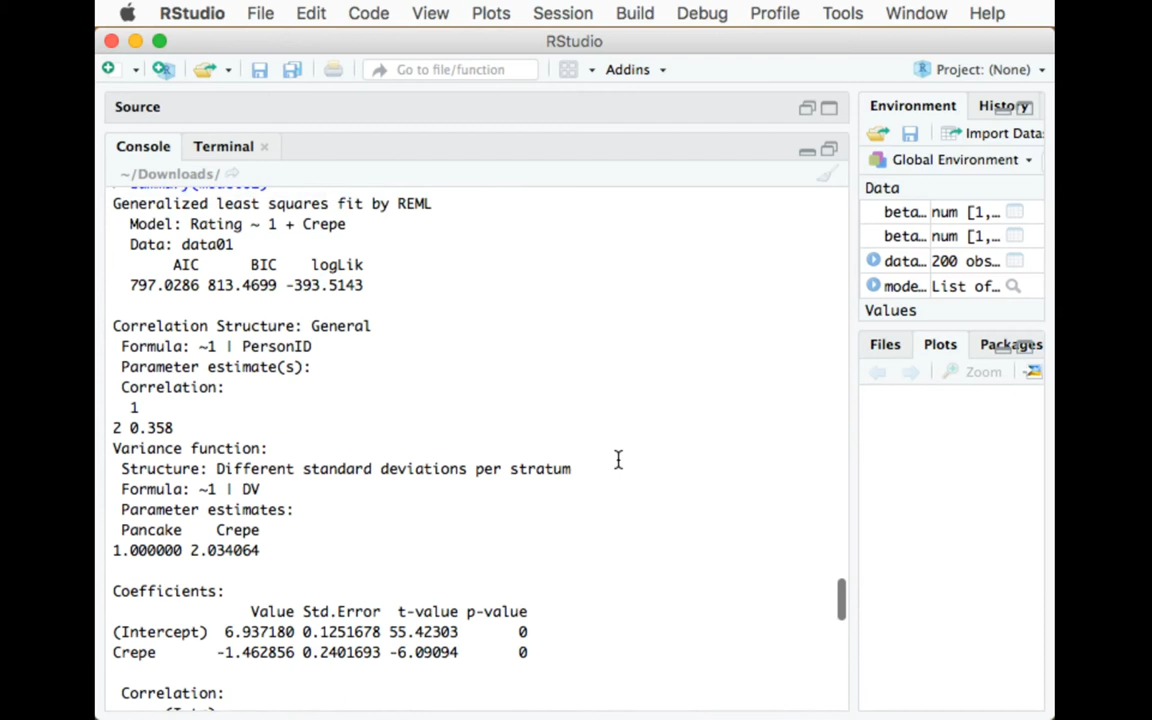 RStudio File Edit Code View Plots Session Build Debug Profile Tools Window Help
RStudio
Go to file/function Addins Project: (None)
Source
Console Terminal
~/Downloads/
Generalized least squares fit by REML
Model: Rating ~ 1 + Crepe
Data: data01
AIC BIC logLik
797.0286 813.4699 -393.5143
Correlation Structure: General
Formula: ~1 | PersonID
Parameter estimate(s):
Correlation:
1
2 0.358
Variance function:
Structure: Different standard deviations per stratum
Formula: ~1 | DV
Parameter estimates:
Pancake Crepe
1.000000 2.034064
Coefficients:
Value Std.Error t-value p-value
(Intercept) 6.937180 0.1251678 55.42303 0
Crepe -1.462856 0.2401693 -6.09094 0
Correlation:
Environment History
Import Data
Global Environment
Data
beta… num [1,…
beta… num [1,…
data… 200 obs…
mode… List of…
Values
Files Plots Packages
Zoom